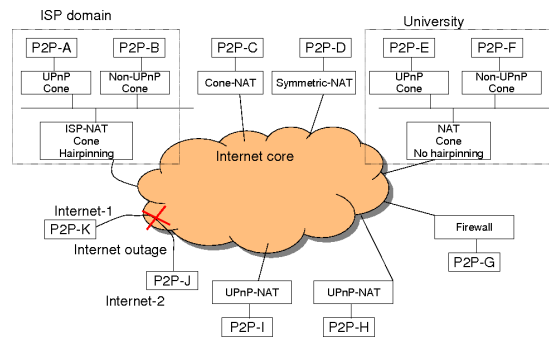 ISP domain
University
P2P-A
P2P-B
P2P-C
P2P-D
P2P-E
P2P-F
UPnP
Cone
Non-UPnP
Cone
Cone-NAT
Symmetric-NAT
UPnP
Cone
Non-UPnP
Cone
ISP-NAT
Cone
Hairpinning
NAT
Cone
No hairpinning
Internet core
Internet-1
P2P-K
Internet outage
Firewall
P2P-G
P2P-J
Internet-2
UPnP-NAT
UPnP-NAT
P2P-I
P2P-H